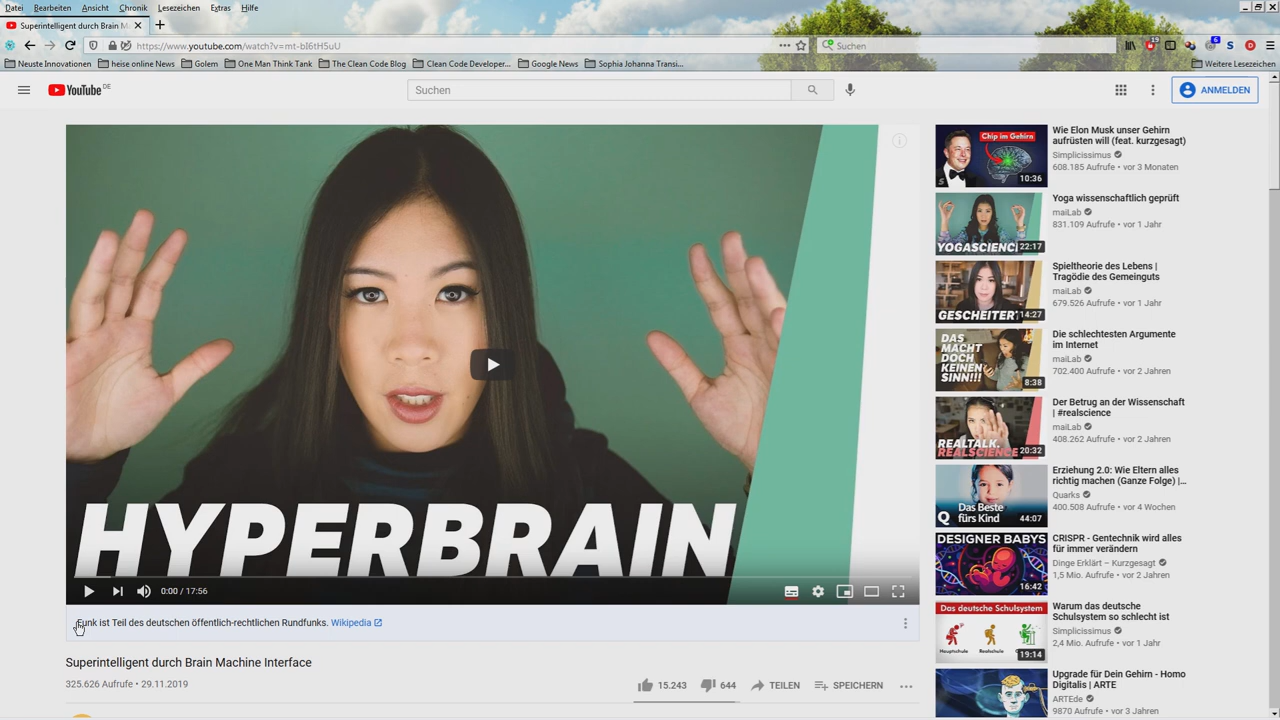 Datei Bearbeiten Ansicht Chronik Lesezeichen Extras Hilfe
Superintelligent durch Brain M
https://www.youtube.com/watch?v=mt-bI6tH5uU
Suchen
Neuste Innovationen heise online News Golem One Man Think Tank The Clean Code Blog Clean Code Developer... Google News Sophia Johanna Transi... Weitere Lesezeichen
YouTube DE
Suchen
ANMELDEN
HYPERBRAIN
0:00 / 17:56
Funk ist Teil des deutschen öffentlich-rechtlichen Rundfunks. Wikipedia
Superintelligent durch Brain Machine Interface
325.626 Aufrufe • 29.11.2019
15.243 644 TEILEN SPEICHERN
Chip im Gehirn
10:36
Wie Elon Musk unser Gehirn
aufrüsten will (feat. kurzgesagt)
Simplicissimus
608.185 Aufrufe • vor 3 Monaten
YOGASCIENC
22:17
Yoga wissenschaftlich geprüft
maiLab
831.109 Aufrufe • vor 1 Jahr
GESCHEITERT
14:27
Spieltheorie des Lebens |
Tragödie des Gemeinguts
maiLab
679.526 Aufrufe • vor 1 Jahr
DAS
MACHT
DOCH
KEINEN
SINN!!!
8:38
Die schlechtesten Argumente
im Internet
maiLab
702.400 Aufrufe • vor 2 Jahren
REALTALK.
REALSCIENCE
20:32
Der Betrug an der Wissenschaft
| #realscience
maiLab
408.262 Aufrufe • vor 2 Jahren
Q Das Beste
fürs Kind
44:07
Erziehung 2.0: Wie Eltern alles
richtig machen (Ganze Folge) |...
Quarks
400.508 Aufrufe • vor 4 Wochen
DESIGNER BABYS
16:42
CRISPR - Gentechnik wird alles
für immer verändern
Dinge Erklärt – Kurzgesagt
1,5 Mio. Aufrufe • vor 2 Jahren
Das deutsche Schulsystem
Hauptschule Realschule
19:14
Warum das deutsche
Schulsystem so schlecht ist
Simplicissimus
2,4 Mio. Aufrufe • vor 1 Jahr
Upgrade für Dein Gehirn - Homo
Digitalis | ARTE
ARTEde
9870 Aufrufe • vor 3 Jahren